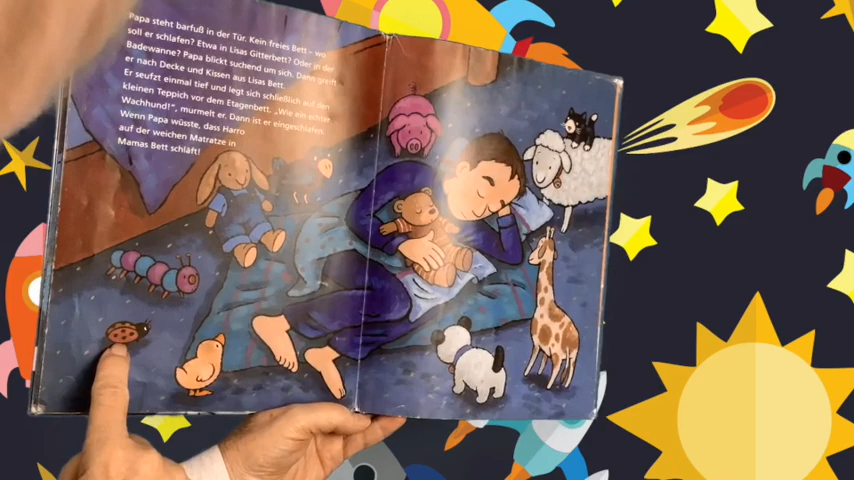 Papa steht barfuß in der Tür. Kein freies Bett – wo
soll er schlafen? Etwa in Lisas Gitterbett? Oder in der
Badewanne? Papa blickt suchend um sich. Dann greift
er nach Decke und Kissen aus Lisas Bett.
Er seufzt einmal tief und legt sich schließlich auf den
kleinen Teppich vor dem Etagenbett. „Wie ein echter
Wachhund!“, murmelt er. Dann ist er eingeschlafen.
Wenn Papa wüsste, dass Harro
auf der weichen Matratze in
Mamas Bett schläft!